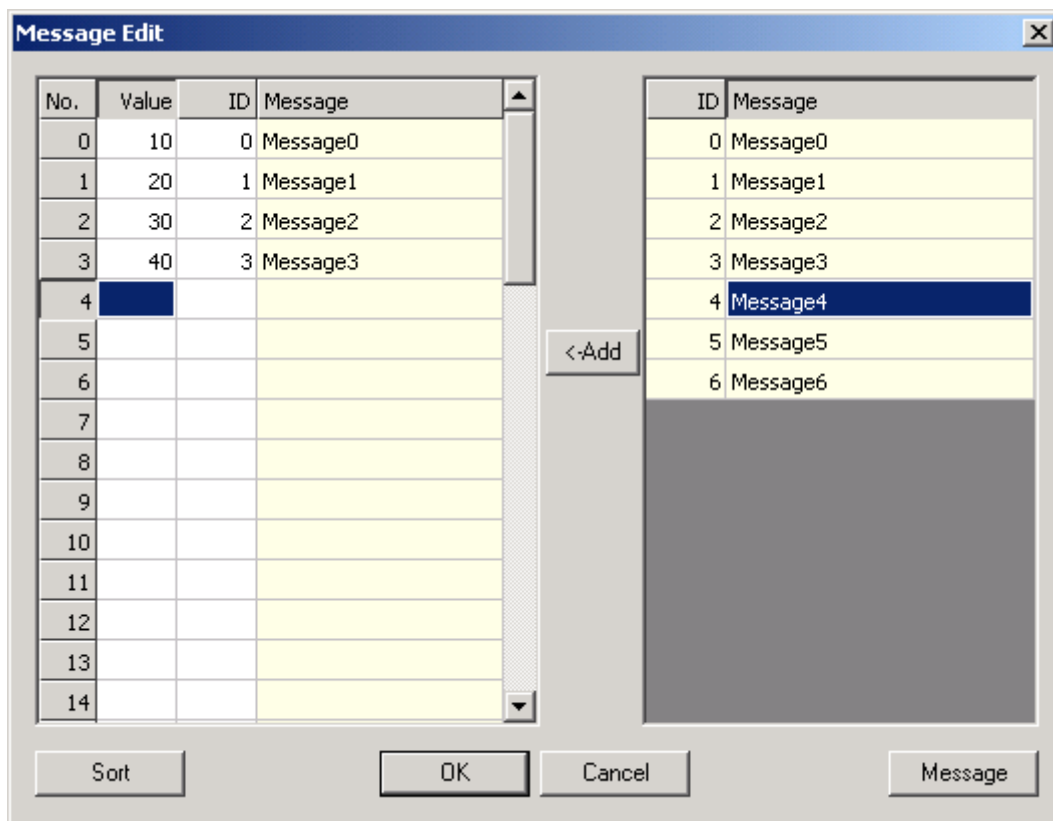 Message Edit
No. Value ID Message
0 10 0 Message0
1 20 1 Message1
2 30 2 Message2
3 40 3 Message3
4
5
6
7
8
9
10
11
12
13
14
<-Add
ID Message
0 Message0
1 Message1
2 Message2
3 Message3
4 Message4
5 Message5
6 Message6
Sort OK Cancel Message